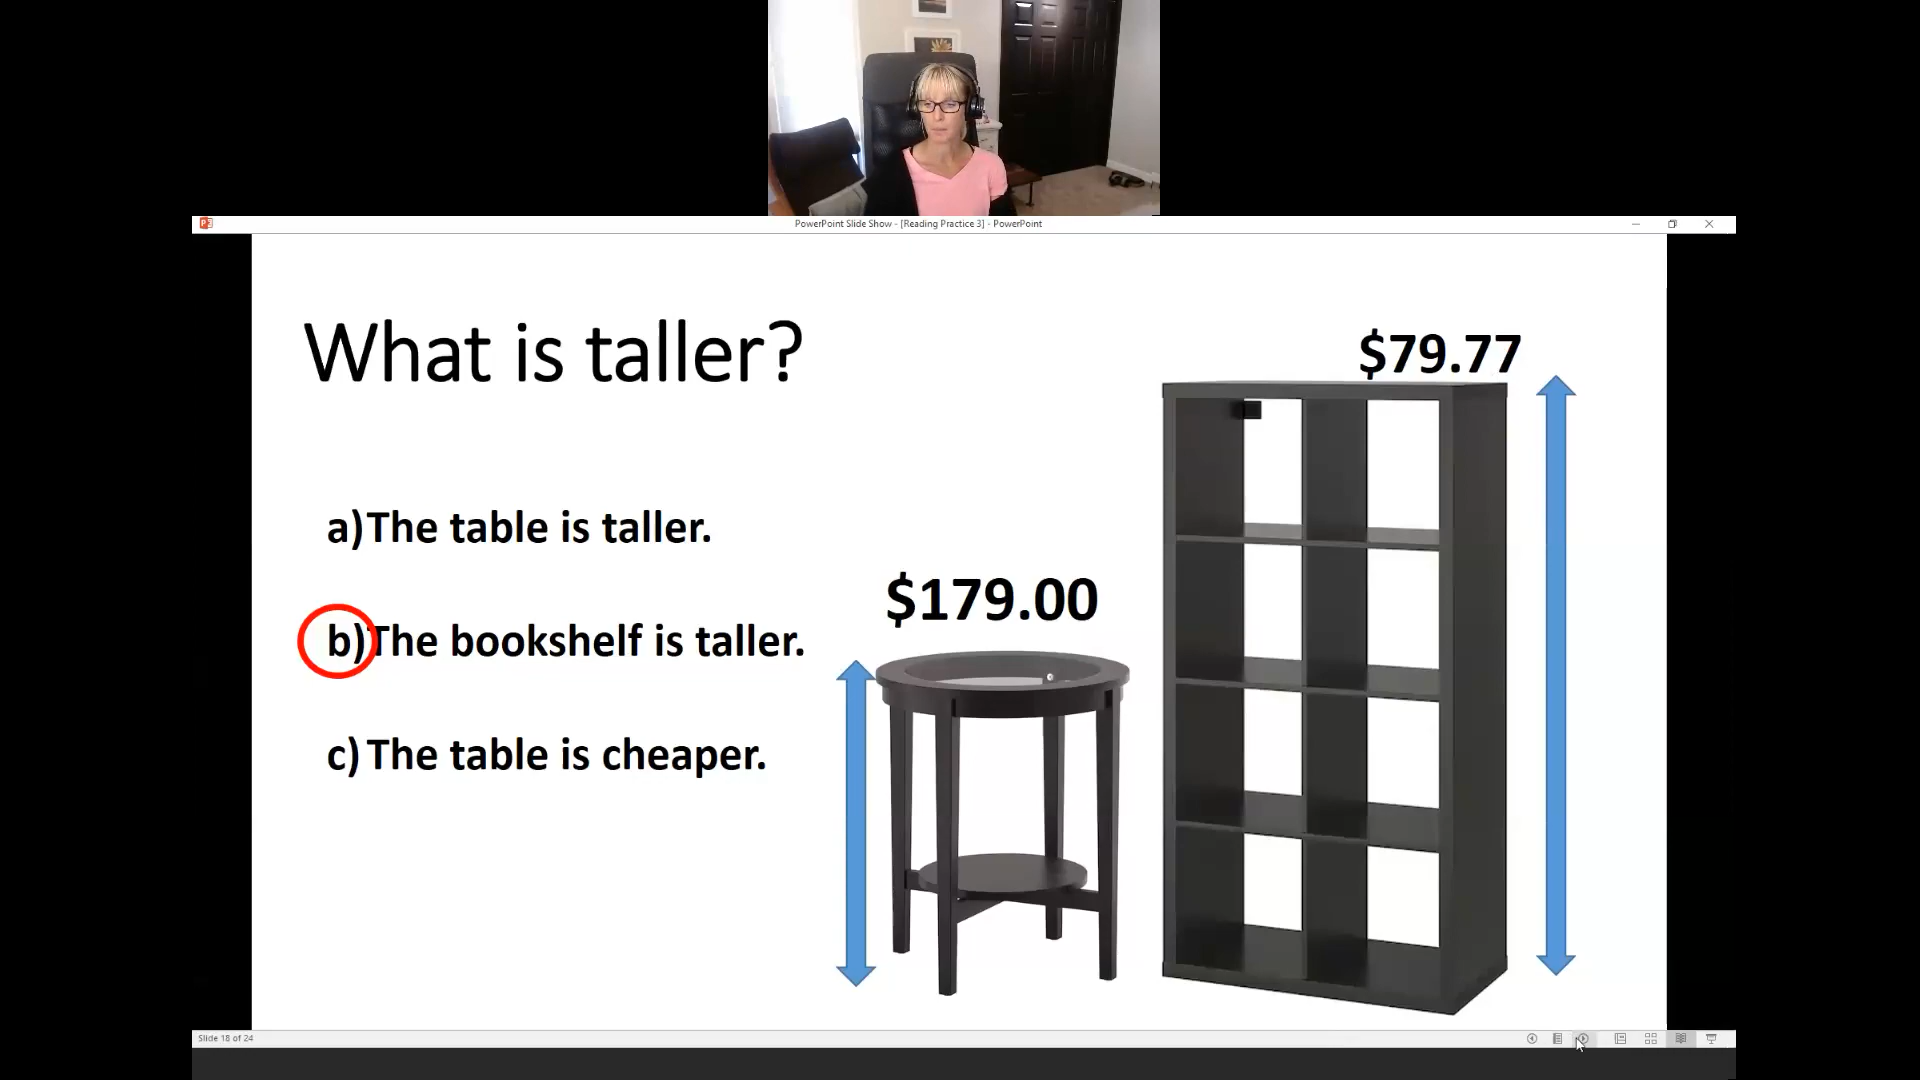 PowerPoint Slide Show - [Reading Practice 3] - PowerPoint
What is taller?
$79.77
a) The table is taller.
$179.00
b) The bookshelf is taller.
c) The table is cheaper.
Slide 18 of 24